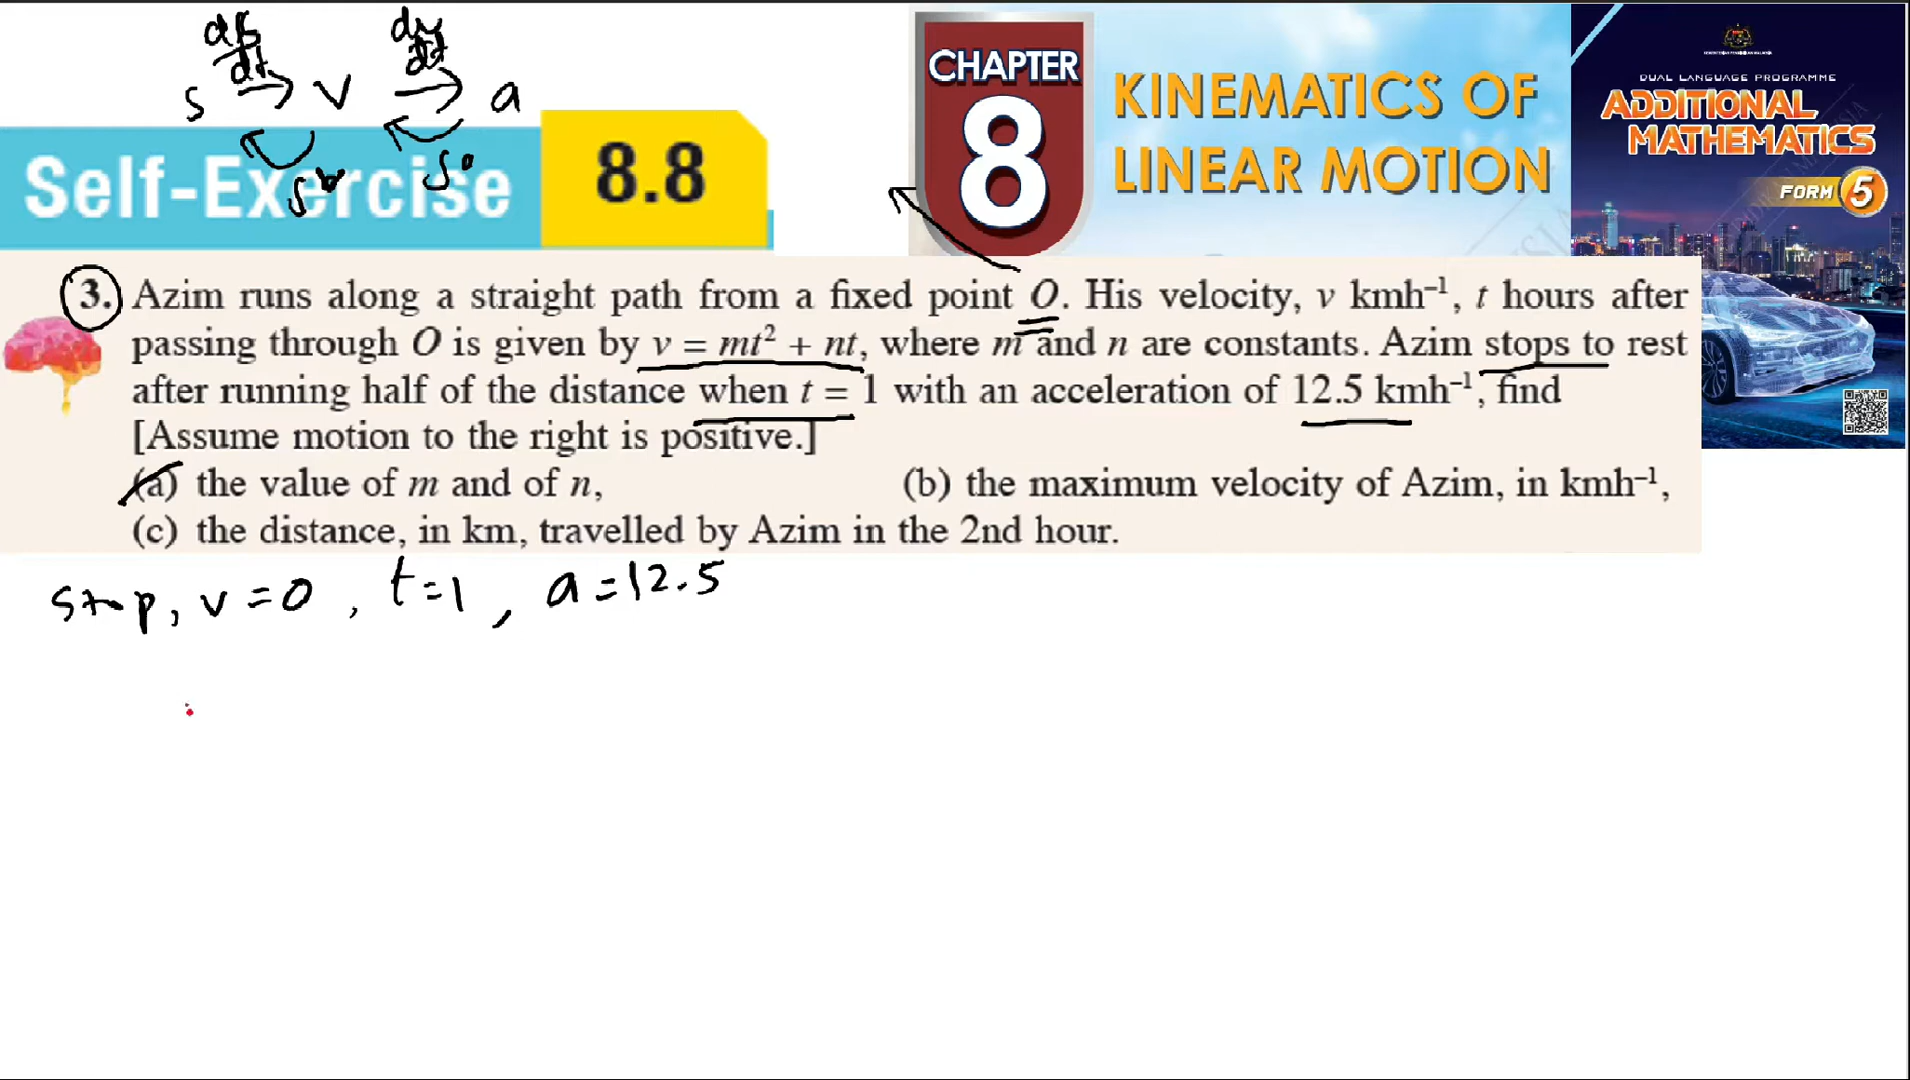 ds/dt dv/dt
s → v → a
∫v ∫a
Self-Exercise 8.8
CHAPTER 8
KINEMATICS OF
LINEAR MOTION
DUAL LANGUAGE PROGRAMME
ADDITIONAL
MATHEMATICS
FORM 5
3. Azim runs along a straight path from a fixed point O. His velocity, v kmh⁻¹, t hours after
passing through O is given by v = mt² + nt, where m and n are constants. Azim stops to rest
after running half of the distance when t = 1 with an acceleration of 12.5 kmh⁻¹, find
[Assume motion to the right is positive.]
(a) the value of m and of n, (b) the maximum velocity of Azim, in kmh⁻¹,
(c) the distance, in km, travelled by Azim in the 2nd hour.
stop, v = 0 , t = 1 , a = 12.5